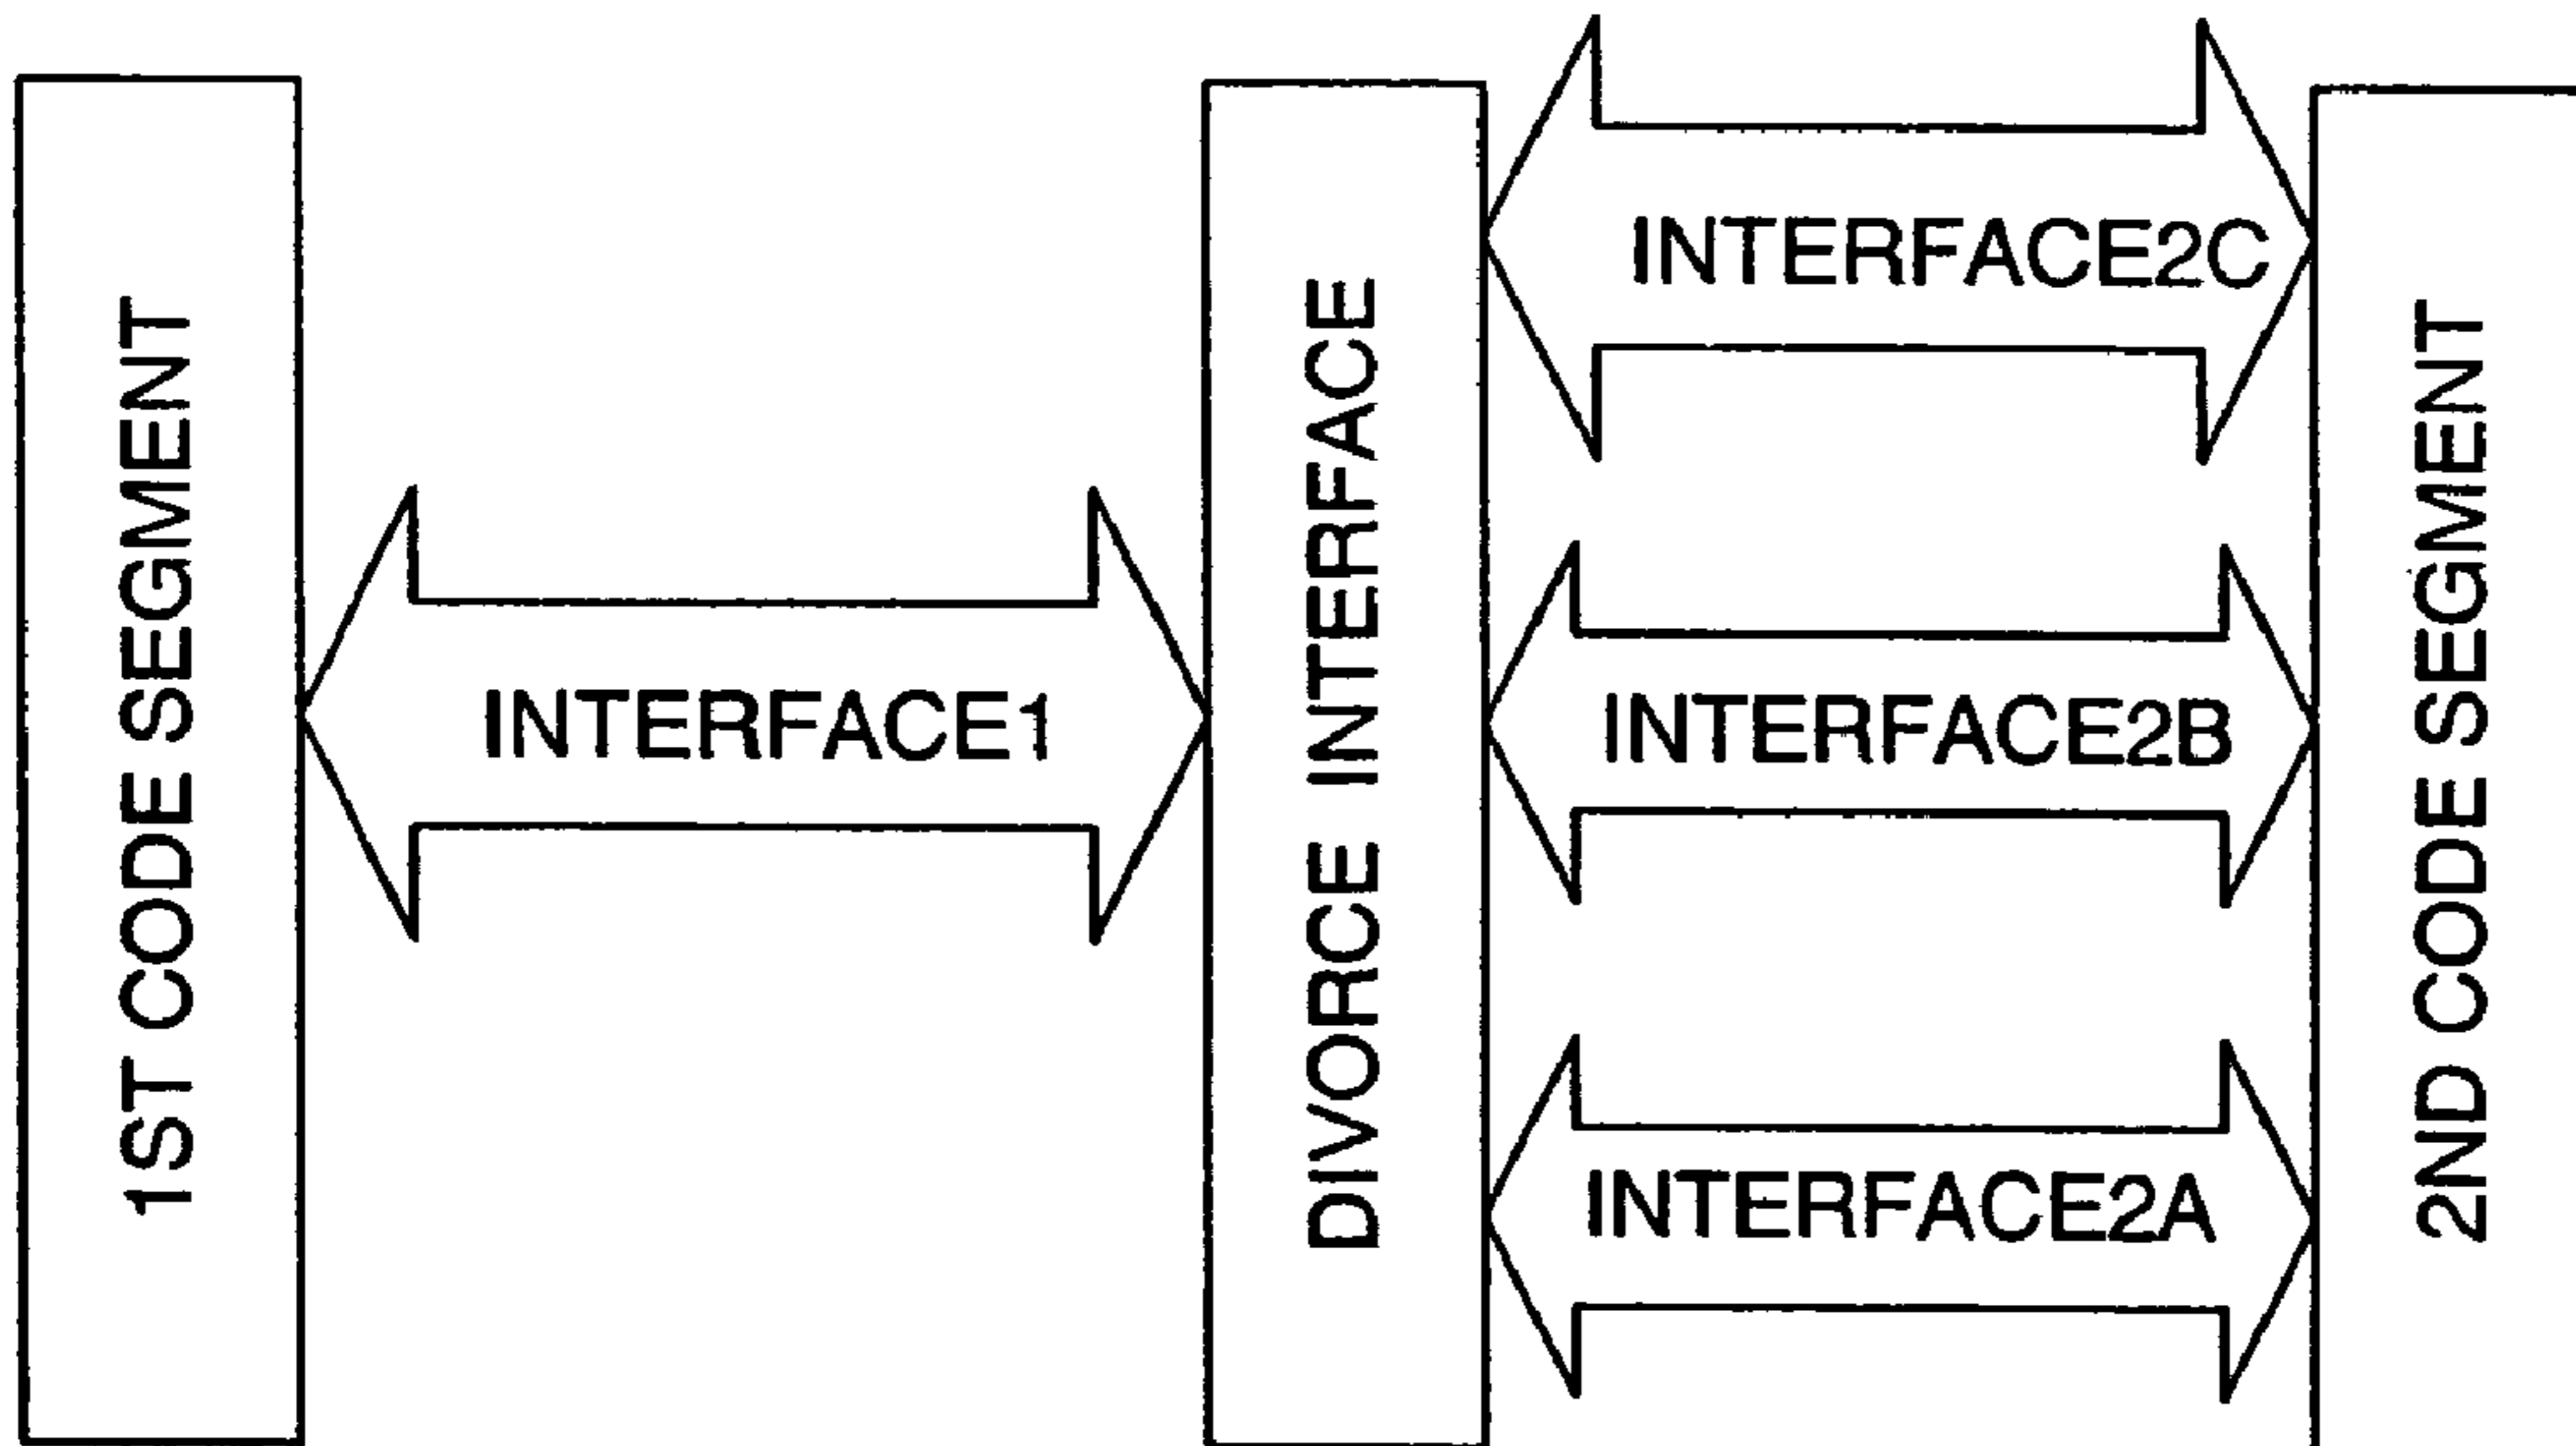 1ST CODE SEGMENT
INTERFACE1
DIVORCE INTERFACE
INTERFACE2C
INTERFACE2B
INTERFACE2A
2ND CODE SEGMENT